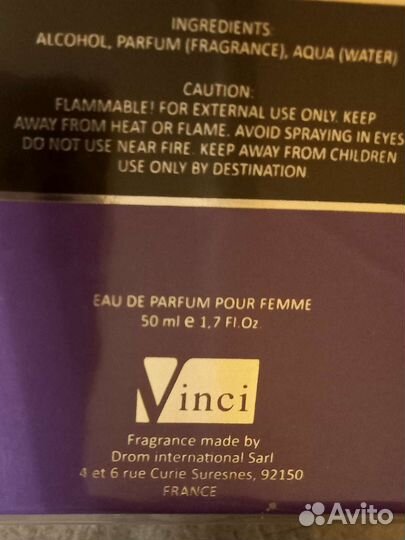 INGREDIENTS:
ALCOHOL, PARFUM (FRAGRANCE), AQUA (WATER)
CAUTION:
FLAMMABLE! FOR EXTERNAL USE ONLY. KEEP
AWAY FROM HEAT OR FLAME. AVOID SPRAYING IN EYES
DO NOT USE NEAR FIRE. KEEP AWAY FROM CHILDREN
USE ONLY BY DESTINATION
EAU DE PARFUM POUR FEMME
50 ml e 1,7 Fl.Oz.
Vinci
Fragrance made by
Drom international Sarl
4 et 6 rue Curie Suresnes, 92150
FRANCE
Avito